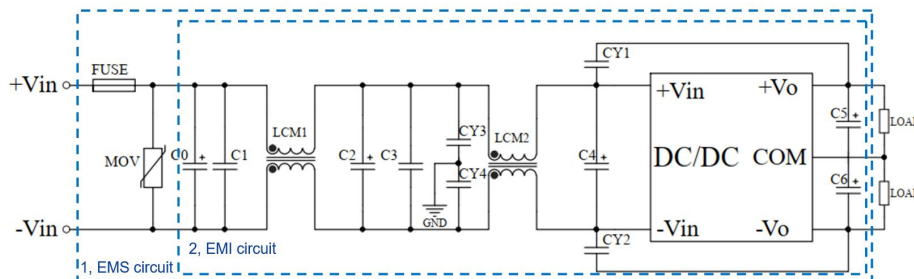 FUSE
+Vin
MOV
C0
+
C1
LCM1
C2
+
C3
CY3
CY4
GND
LCM2
CY1
C4
+
CY2
+Vin
+Vo
DC/DC
COM
-Vin
-Vo
C5
+
C6
+
LOAD
LOAD
-Vin
2, EMI circuit
1, EMS circuit